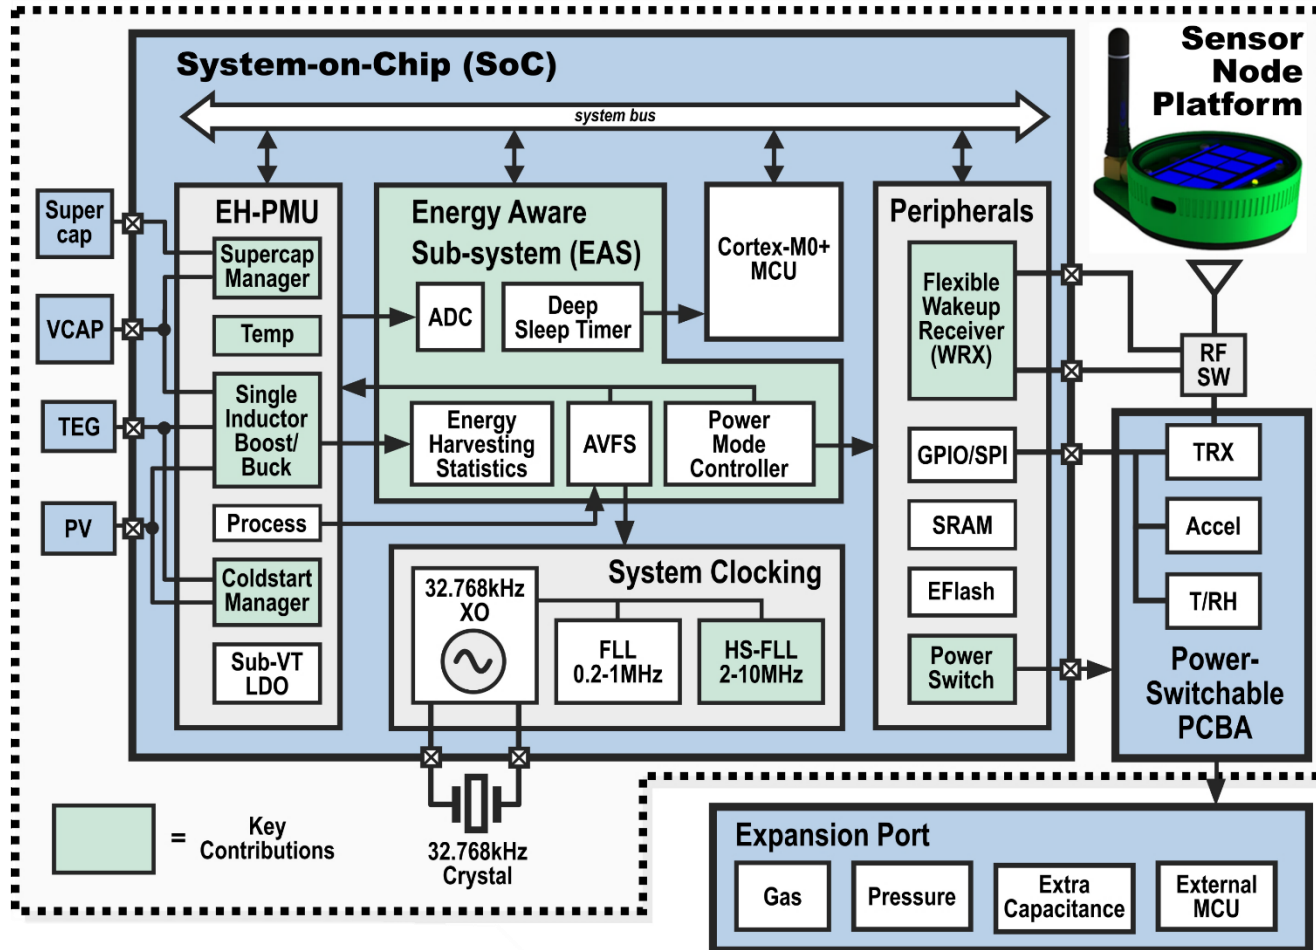 System-on-Chip (SoC)
Sensor
Node
Platform
system bus
Super
cap
VCAP
TEG
PV
EH-PMU
Supercap
Manager
Temp
Single
Inductor
Boost/
Buck
Process
Coldstart
Manager
Sub-VT
LDO
Energy Aware
Sub-system (EAS)
ADC
Deep
Sleep Timer
Energy
Harvesting
Statistics
AVFS
Power
Mode
Controller
Cortex-M0+
MCU
System Clocking
32.768kHz
XO
FLL
0.2-1MHz
HS-FLL
2-10MHz
32.768kHz
Crystal
Peripherals
Flexible
Wakeup
Receiver
(WRX)
GPIO/SPI
SRAM
EFlash
Power
Switch
RF
SW
TRX
Accel
T/RH
Power-
Switchable
PCBA
= Key
Contributions
Expansion Port
Gas
Pressure
Extra
Capacitance
External
MCU